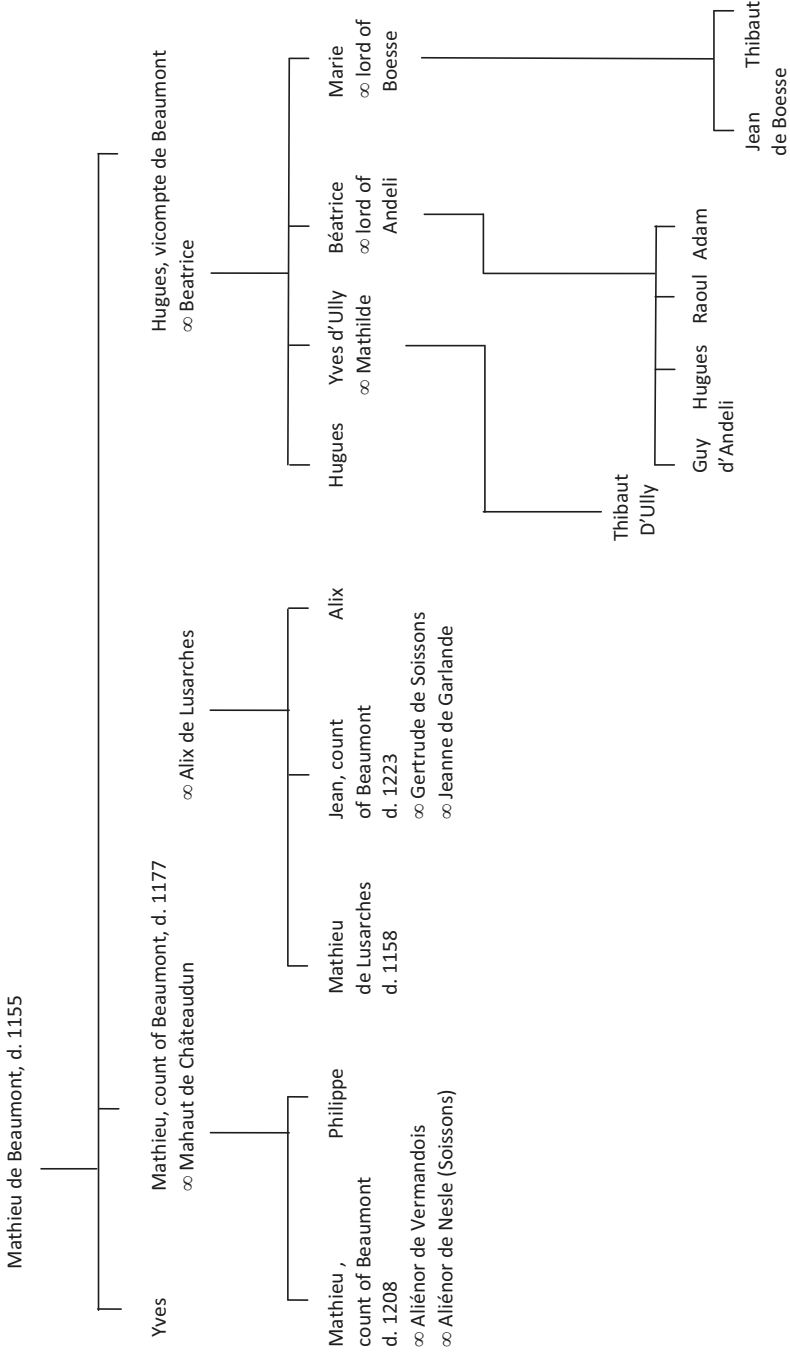 Mathieu de Beaumont, d. 1155
Yves
Mathieu, count of Beaumont, d. 1177
∞ Mahaut de Châteaudun
∞ Alix de Lusarches
Hugues, vicompte de Beaumont
∞ Beatrice
Mathieu ,
count of Beaumont
d. 1208
∞ Aliénor de Vermandois
∞ Aliénor de Nesle (Soissons)
Philippe
Mathieu
de Lusarches
d. 1158
Jean, count
of Beaumont
d. 1223
∞ Gertrude de Soissons
∞ Jeanne de Garlande
Alix
Hugues
Yves d’Ully
∞ Mathilde
Béatrice
∞ lord of
Andeli
Marie
∞ lord of
Boesse
Thibaut
D’Ully
Guy
d’Andeli
Hugues
Raoul
Adam
Jean
de Boesse
Thibaut